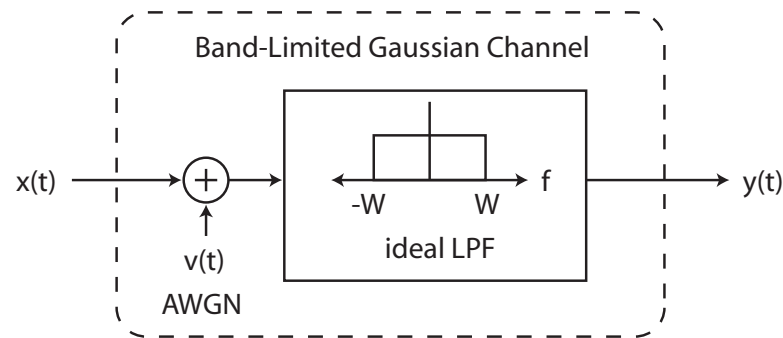 Band-Limited Gaussian Channel
x(t)
+
v(t)
AWGN
-W
W
f
ideal LPF
y(t)